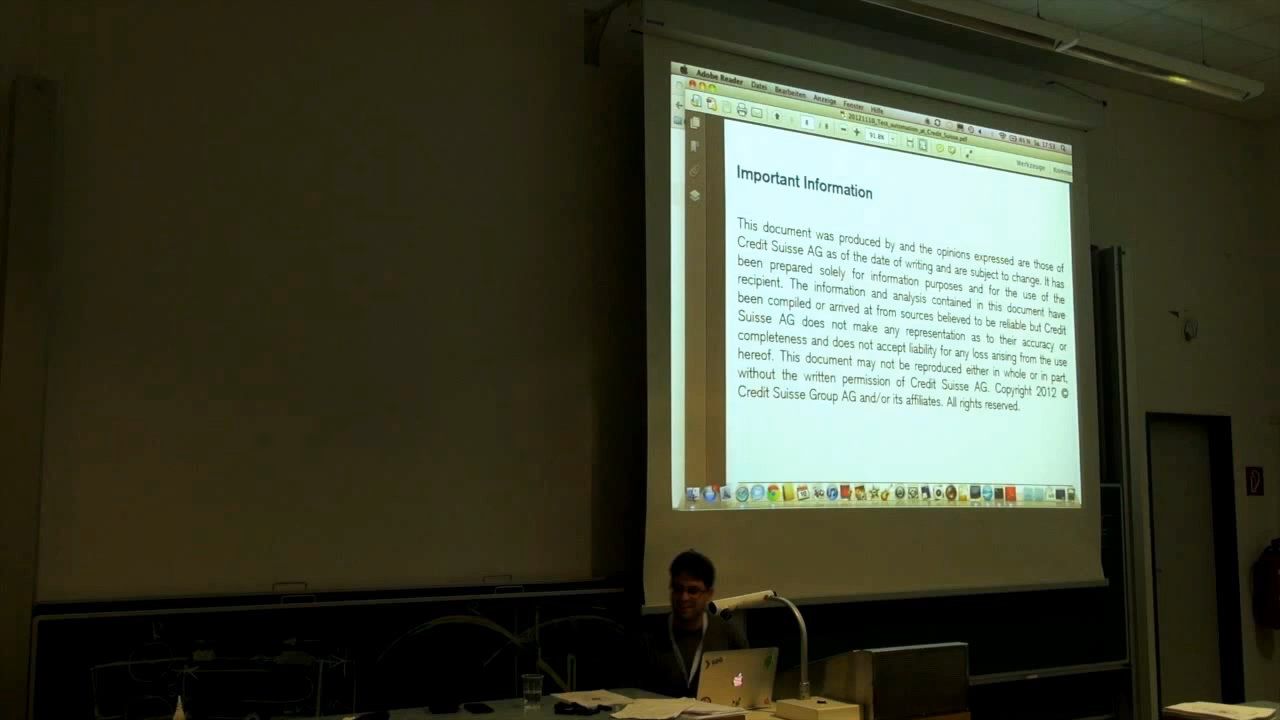 Adobe Reader Datei Bearbeiten Anzeige Fenster Hilfe
20121110_Test_automation_at_Credit_Suisse.pdf
8 / 8 91.8%
Werkzeuge
Important Information
This document was produced by and the opinions expressed are those of
Credit Suisse AG as of the date of writing and are subject to change. It has
been prepared solely for information purposes and for the use of the
recipient. The information and analysis contained in this document have
been compiled or arrived at from sources believed to be reliable but Credit
Suisse AG does not make any representation as to their accuracy or
completeness and does not accept liability for any loss arising from the use
hereof. This document may not be reproduced either in whole or in part,
without the written permission of Credit Suisse AG. Copyright 2012 ©
Credit Suisse Group AG and/or its affiliates. All rights reserved.